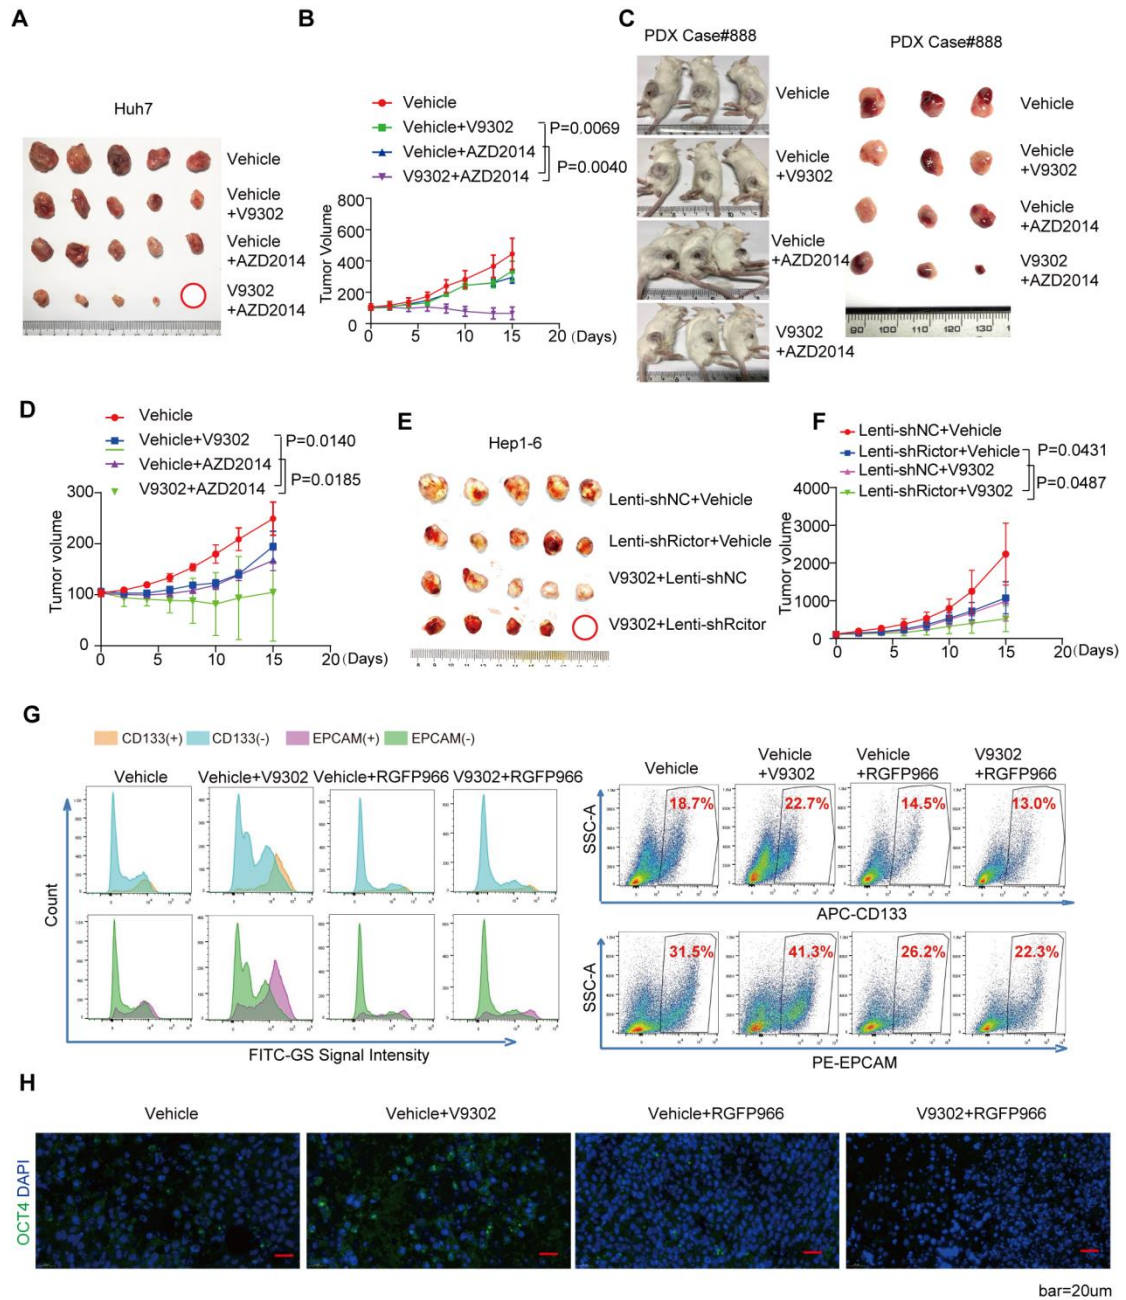 A
Huh7
Vehicle
Vehicle
+V9302
Vehicle
+AZD2014
V9302
+AZD2014
B
Vehicle
Vehicle+V9302
Vehicle+AZD2014
V9302+AZD2014
P=0.0069
P=0.0040
Tumor Volume
800
600
400
200
0
0 5 10 15 20 (Days)
C
PDX Case#888
Vehicle
Vehicle
+V9302
Vehicle
+AZD2014
V9302
+AZD2014
PDX Case#888
Vehicle
Vehicle
+V9302
Vehicle
+AZD2014
V9302
+AZD2014
90 100 110 120 130
D
Vehicle
Vehicle+V9302
Vehicle+AZD2014
V9302+AZD2014
P=0.0140
P=0.0185
Tumor volume
300
200
100
0
0 5 10 15 20 (Days)
E
Hep1-6
Lenti-shNC+Vehicle
Lenti-shRictor+Vehicle
V9302+Lenti-shNC
V9302+Lenti-shRcitor
F
Lenti-shNC+Vehicle
Lenti-shRictor+Vehicle
Lenti-shNC+V9302
Lenti-shRictor+V9302
P=0.0431
P=0.0487
Tumor volume
4000
3000
2000
1000
0
0 5 10 15 20 (Days)
G
CD133(+) CD133(-) EPCAM(+) EPCAM(-)
Vehicle Vehicle+V9302 Vehicle+RGFP966 V9302+RGFP966
Count
FITC-GS Signal Intensity
Vehicle
Vehicle
+V9302
Vehicle
+RGFP966
V9302
+RGFP966
SSC-A
18.7% 22.7% 14.5% 13.0%
APC-CD133
SSC-A
31.5% 41.3% 26.2% 22.3%
PE-EPCAM
H
Vehicle Vehicle+V9302 Vehicle+RGFP966 V9302+RGFP966
OCT4 DAPI
bar=20um